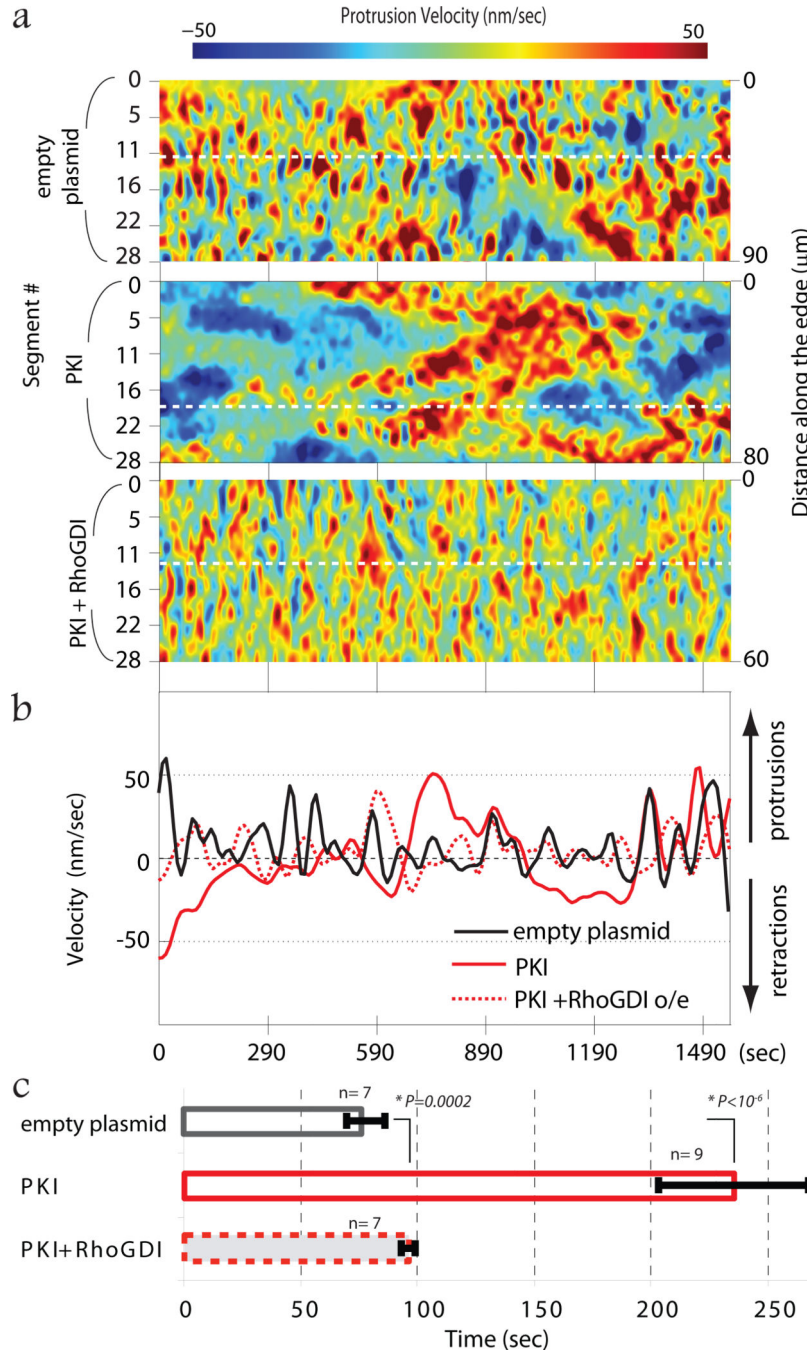 a
Protrusion Velocity (nm/sec)
−50 50
0 0
5
11
16
22
28 90
empty plasmid
0 0
5
11
16
22
28 80
Segment #
PKI
0 0
5
11
16
22
28 60
PKI + RhoGDI
Distance along the edge (μm)
b
50
0
-50
Velocity (nm/sec)
empty plasmid
PKI
PKI +RhoGDI o/e
protrusions
retractions
0 290 590 890 1190 1490 (sec)
c
n= 7
empty plasmid
* P=0.0002
* P<10-6
n= 9
PKI
n= 7
PKI+RhoGDI
0 50 100 150 200 250
Time (sec)